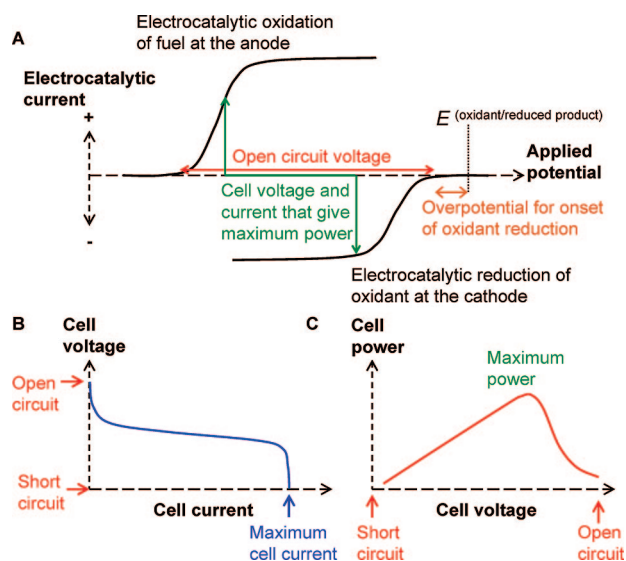 A
Electrocatalytic oxidation
of fuel at the anode
Electrocatalytic
current
+
-
E (oxidant/reduced product)
Open circuit voltage
Applied
potential
Cell voltage and
current that give
maximum power
Overpotential for onset
of oxidant reduction
Electrocatalytic reduction of
oxidant at the cathode
B
Cell
voltage
Open
circuit
Short
circuit
Cell current
Maximum
cell current
C
Cell
power
Maximum
power
Cell voltage
Short
circuit
Open
circuit